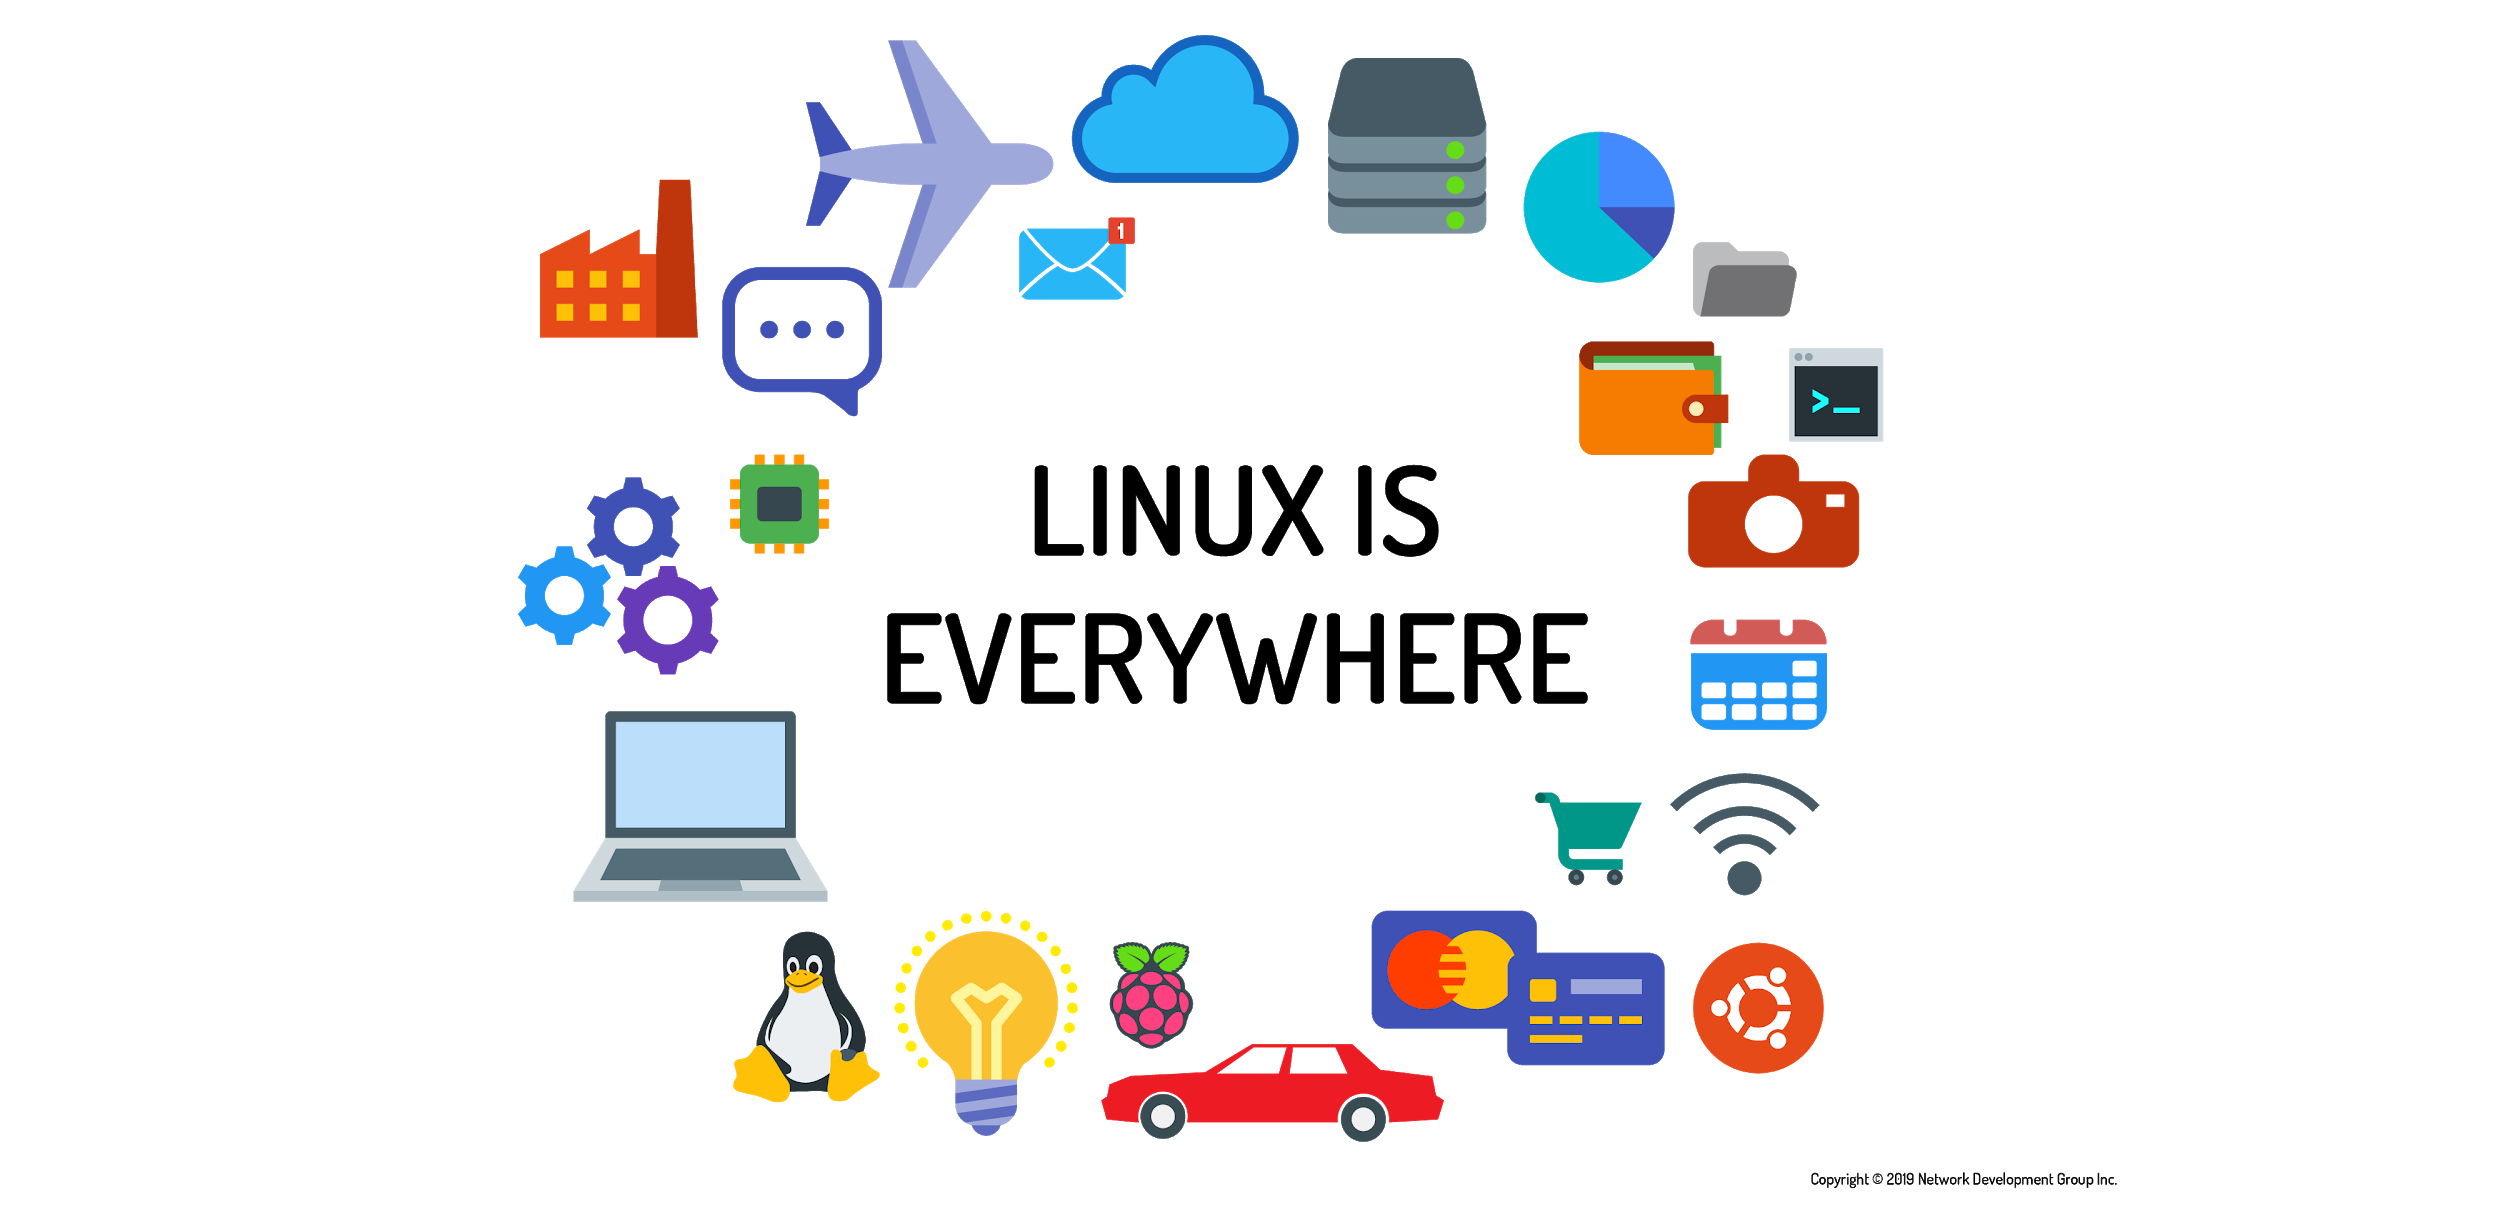 1
>_
LINUX IS
EVERYWHERE
Copyright © 2019 Network Development Group Inc.